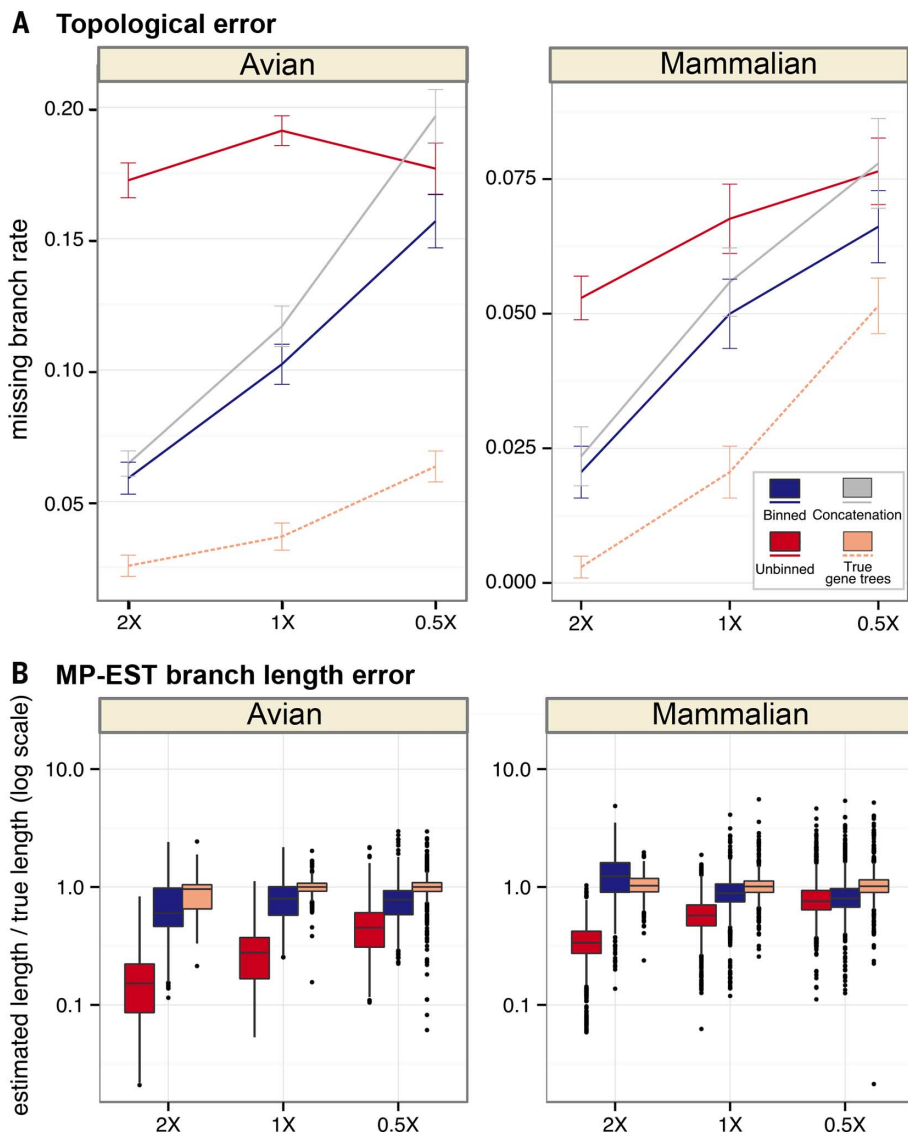 A Topological error
Avian
Mammalian
missing branch rate
0.20
0.15
0.10
0.05
2X
1X
0.5X
0.075
0.050
0.025
0.000
2X
1X
0.5X
Binned
Concatenation
Unbinned
True
gene trees
B MP-EST branch length error
Avian
Mammalian
estimated length / true length (log scale)
10.0
1.0
0.1
2X
1X
0.5X
10.0
1.0
0.1
2X
1X
0.5X